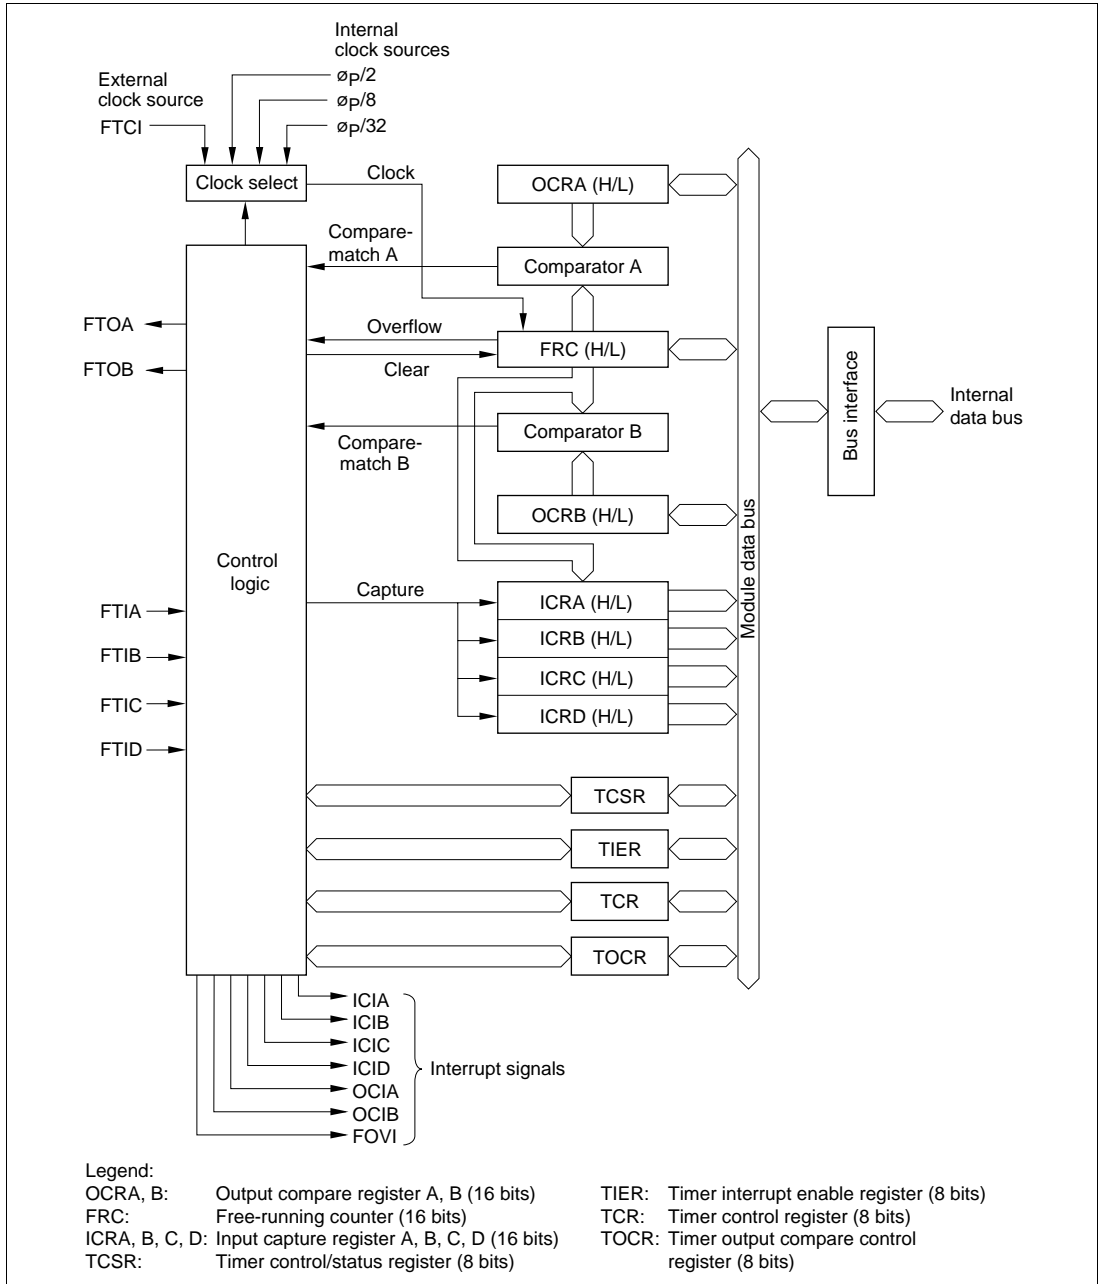 Internal
clock sources
øP/2
External
clock source
øP/8
FTCI
øP/32
Clock select
Clock
OCRA (H/L)
Compare-
match A
Comparator A
FTOA
Overflow
FRC (H/L)
FTOB
Clear
Bus interface
Internal
data bus
Comparator B
Compare-
match B
OCRB (H/L)
Module data bus
Control
logic
Capture
ICRA (H/L)
FTIA
ICRB (H/L)
FTIB
ICRC (H/L)
FTIC
ICRD (H/L)
FTID
TCSR
TIER
TCR
TOCR
ICIA
ICIB
ICIC
ICID
Interrupt signals
OCIA
OCIB
FOVI
Legend:
OCRA, B: Output compare register A, B (16 bits)
FRC: Free-running counter (16 bits)
ICRA, B, C, D: Input capture register A, B, C, D (16 bits)
TCSR: Timer control/status register (8 bits)
TIER: Timer interrupt enable register (8 bits)
TCR: Timer control register (8 bits)
TOCR: Timer output compare control
register (8 bits)